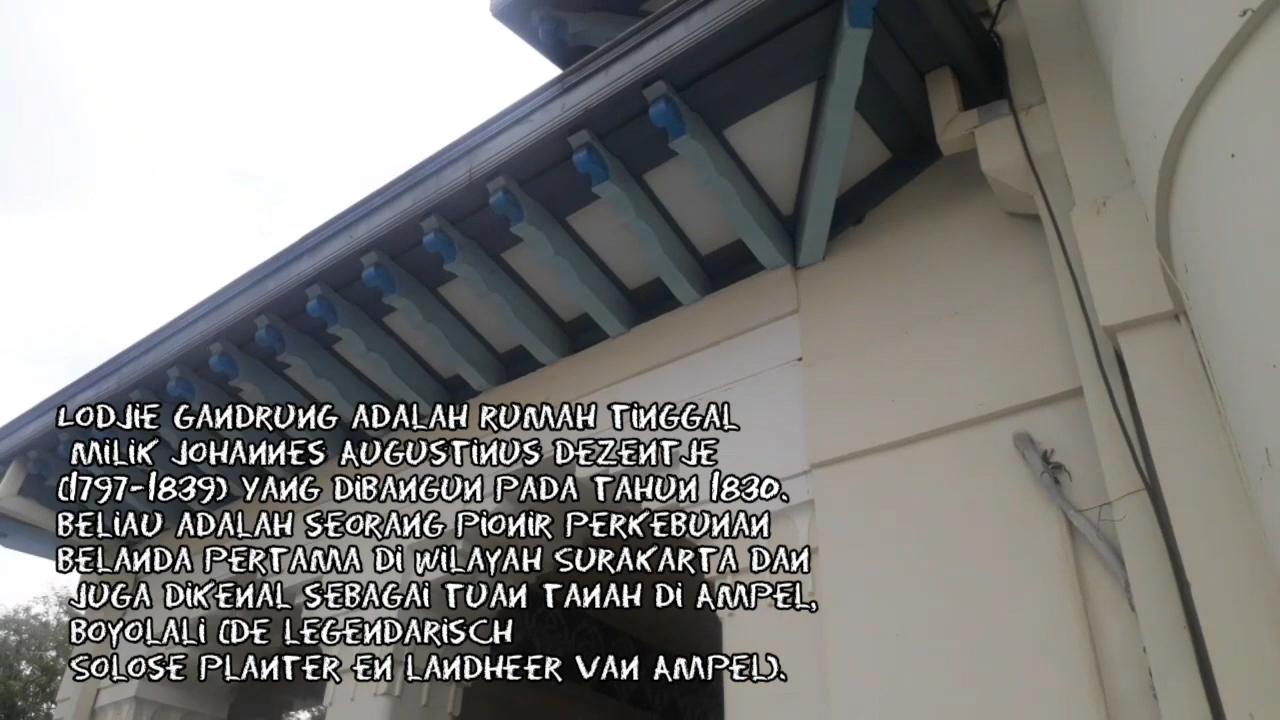 LODJIE GANDRUNG ADALAH RUMAH TINGGAL
MILIK JOHANNES AUGUSTINUS DEZENTJE
(1797-1839) YANG DIBANGUN PADA TAHUN 1830.
BELIAU ADALAH SEORANG PIONIR PERKEBUNAN
BELANDA PERTAMA DI WILAYAH SURAKARTA DAN
JUGA DIKENAL SEBAGAI TUAN TANAH DI AMPEL,
BOYOLALI (DE LEGENDARISCH
SOLOSE PLANTER EN LANDHEER VAN AMPEL).